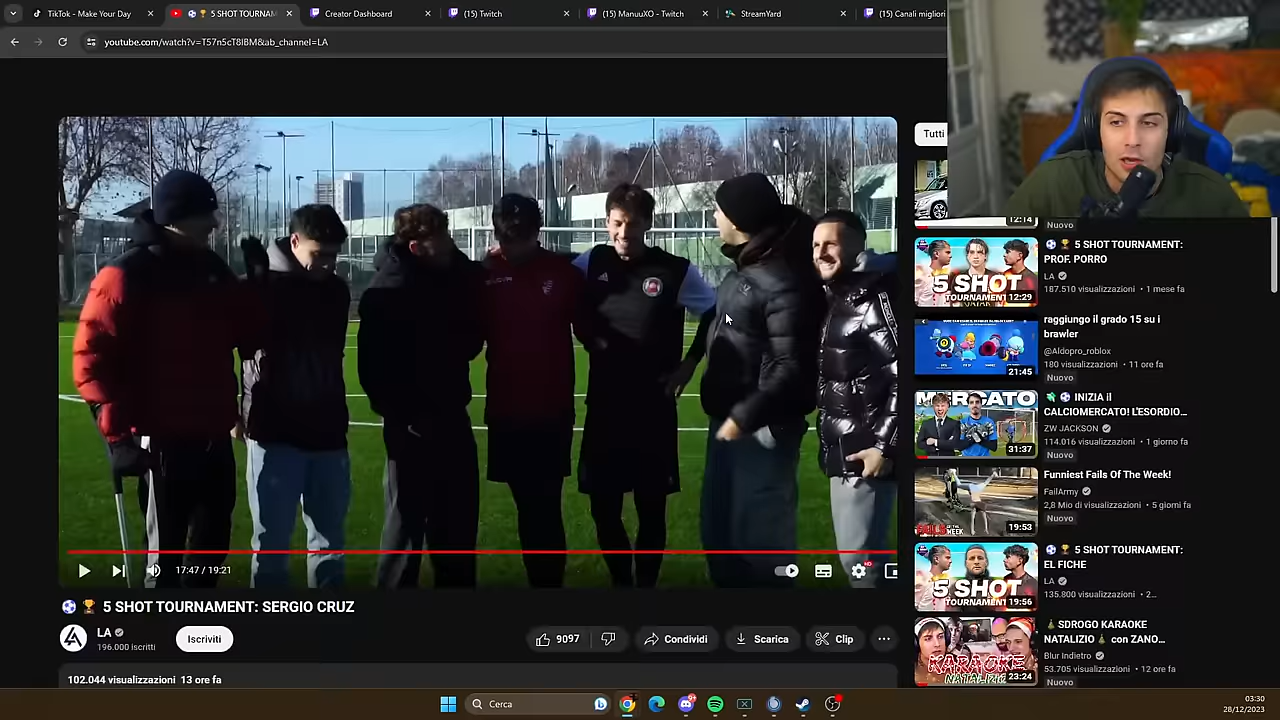 TikTok - Make Your Day
5 SHOT TOURNAM
Creator Dashboard
(15) Twitch
(15) ManuuXO - Twitch
StreamYard
(15) Canali migliori
youtube.com/watch?v=T57n5cT8IBM&ab_channel=LA
Tutti
12:14
Nuovo
5 SHOT
TOURNAMENT
12:29
5 SHOT TOURNAMENT:
PROF. PORRO
LA
187.510 visualizzazioni • 1 mese fa
21:45
raggiungo il grado 15 su i
brawler
@Aldopro_roblox
180 visualizzazioni • 11 ore fa
Nuovo
MERCATO
31:37
INIZIA il
CALCIOMERCATO! L'ESORDIO...
ZW JACKSON
114.016 visualizzazioni • 1 giorno fa
Nuovo
19:53
Funniest Fails Of The Week!
FailArmy
2,8 Mio di visualizzazioni • 5 giorni fa
Nuovo
5 SHOT
TOURNAMENT
19:56
5 SHOT TOURNAMENT:
EL FICHE
LA
135.800 visualizzazioni • 2...
KARAOKE
NATALIZIO
23:24
SDROGO KARAOKE
NATALIZIO con ZANO...
Blur Indietro
53.705 visualizzazioni • 12 ore fa
Nuovo
17:47 / 19:21
HD
5 SHOT TOURNAMENT: SERGIO CRUZ
LA
196.000 iscritti
Iscriviti
9097
Condividi
Scarica
Clip
102.044 visualizzazioni 13 ore fa
Cerca
03:30
28/12/2023